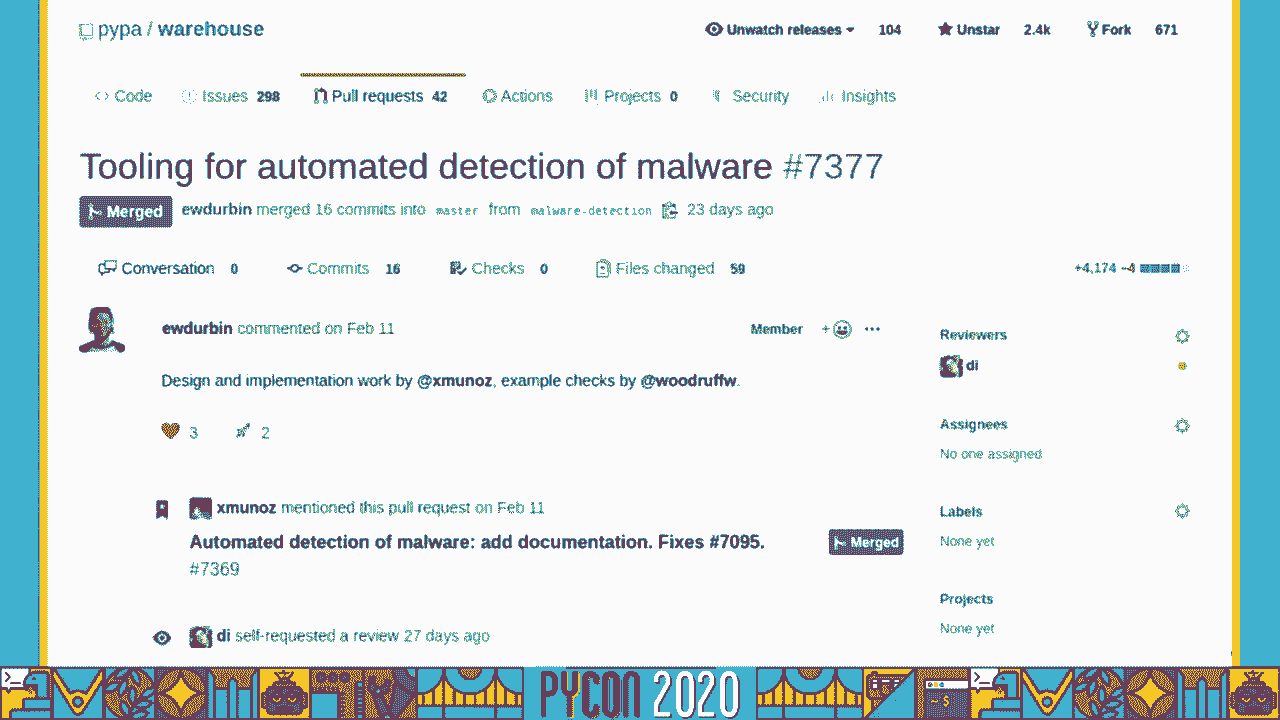 pypa / warehouse
Unwatch releases 104 Unstar 2.4k Fork 671
Code Issues 298 Pull requests 42 Actions Projects 0 Security Insights
Tooling for automated detection of malware #7377
Merged ewdurbin merged 16 commits into master from malware-detection 23 days ago
Conversation 0 Commits 16 Checks 0 Files changed 59 +4,174 −4
ewdurbin commented on Feb 11 Member + ...
Design and implementation work by @xmunoz, example checks by @woodruffw.
3 2
xmunoz mentioned this pull request on Feb 11
Automated detection of malware: add documentation. Fixes #7095.
#7369
Merged
di self-requested a review 27 days ago
Reviewers
di
Assignees
No one assigned
Labels
None yet
Projects
None yet
PYCON 2020
>_
~ $
>_